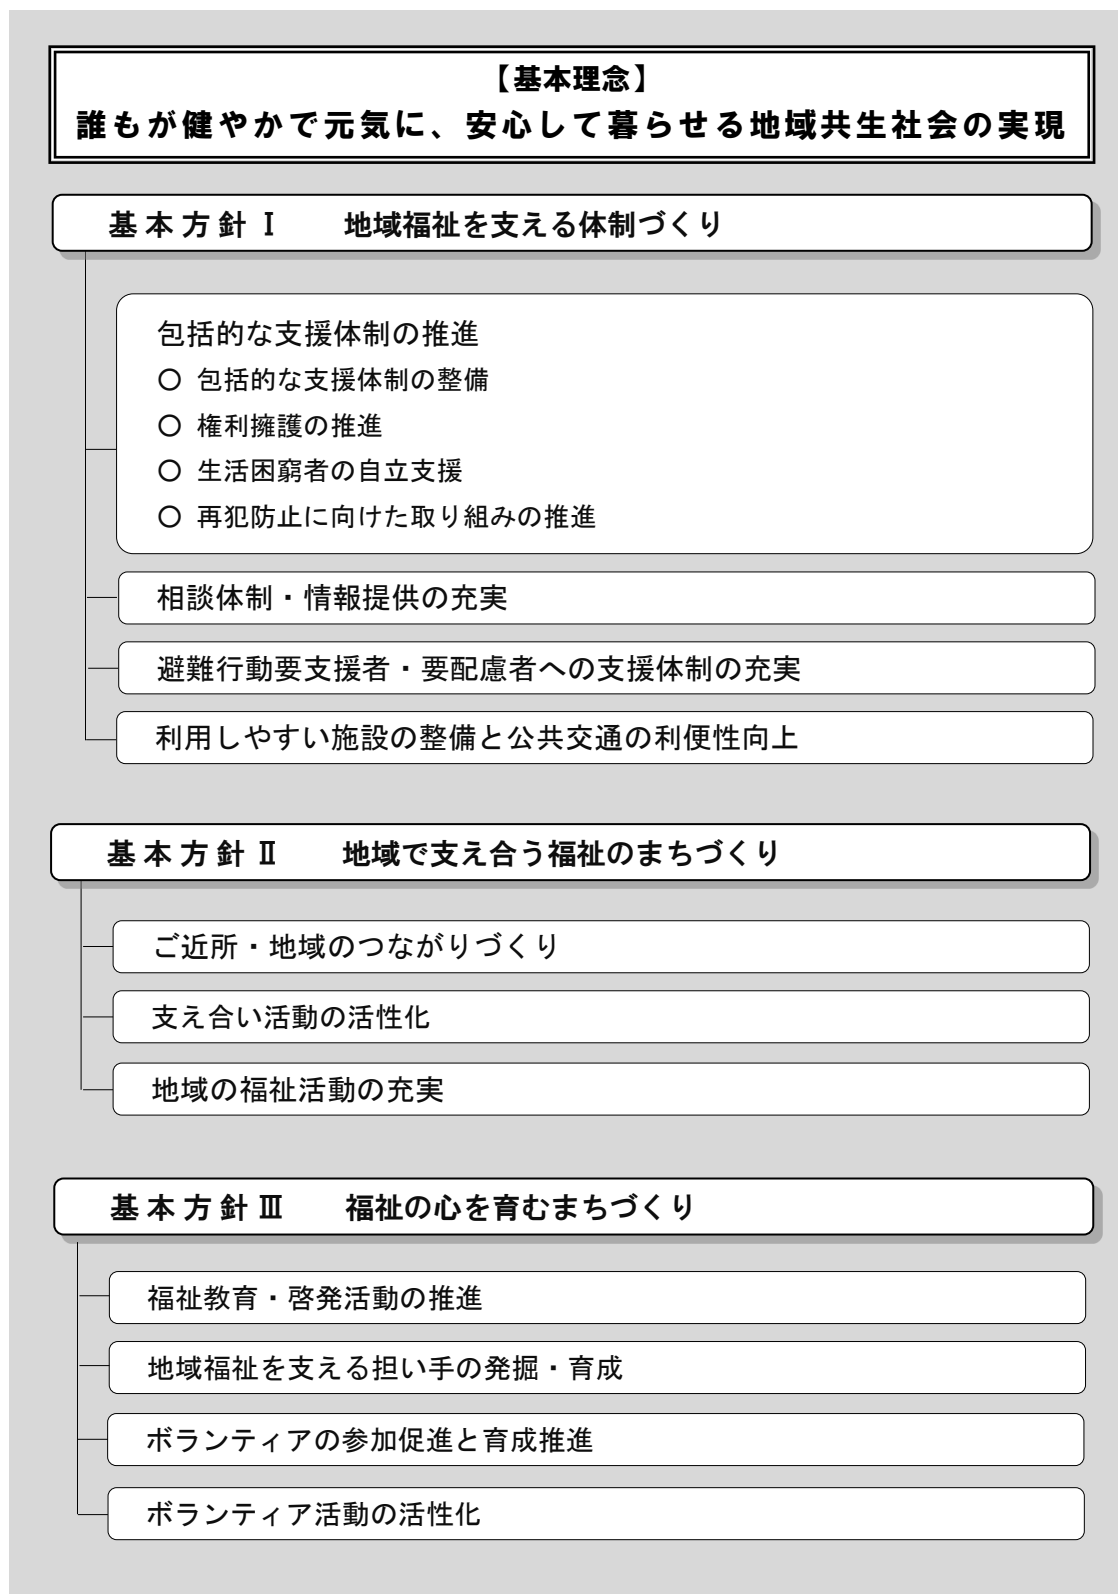 【基本理念】
誰もが健やかで元気に、安心して暮らせる地域共生社会の実現
基本方針 Ⅰ　地域福祉を支える体制づくり
包括的な支援体制の推進
○ 包括的な支援体制の整備
○ 権利擁護の推進
○ 生活困窮者の自立支援
○ 再犯防止に向けた取り組みの推進
相談体制・情報提供の充実
避難行動要支援者・要配慮者への支援体制の充実
利用しやすい施設の整備と公共交通の利便性向上
基本方針 Ⅱ　地域で支え合う福祉のまちづくり
ご近所・地域のつながりづくり
支え合い活動の活性化
地域の福祉活動の充実
基本方針 Ⅲ　福祉の心を育むまちづくり
福祉教育・啓発活動の推進
地域福祉を支える担い手の発掘・育成
ボランティアの参加促進と育成推進
ボランティア活動の活性化